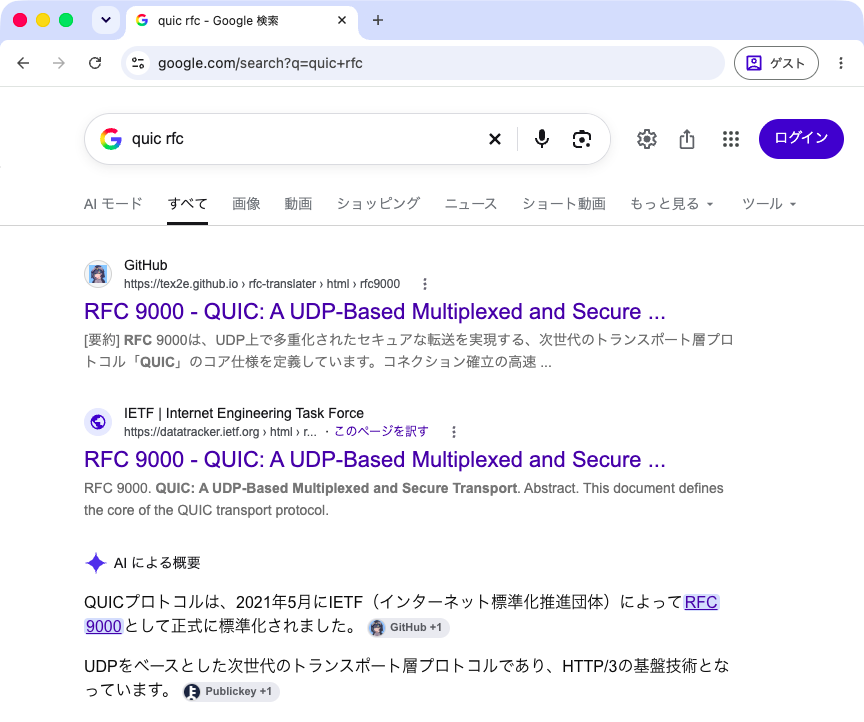 quic rfc - Google 検索
google.com/search?q=quic+rfc
ゲスト
quic rfc
ログイン
AI モード すべて 画像 動画 ショッピング ニュース ショート動画 もっと見る ツール
GitHub
https://tex2e.github.io › rfc-translater › html › rfc9000
RFC 9000 - QUIC: A UDP-Based Multiplexed and Secure ...
[要約] RFC 9000は、UDP上で多重化されたセキュアな転送を実現する、次世代のトランスポート層プロ
トコル「QUIC」のコア仕様を定義しています。コネクション確立の高速 ...
IETF | Internet Engineering Task Force
https://datatracker.ietf.org › html › r... · このページを訳す
RFC 9000 - QUIC: A UDP-Based Multiplexed and Secure ...
RFC 9000. QUIC: A UDP-Based Multiplexed and Secure Transport. Abstract. This document defines
the core of the QUIC transport protocol.
AI による概要
QUICプロトコルは、2021年5月にIETF（インターネット標準化推進団体）によってRFC
9000として正式に標準化されました。 GitHub +1
UDPをベースとした次世代のトランスポート層プロトコルであり、HTTP/3の基盤技術とな
っています。 Publickey +1